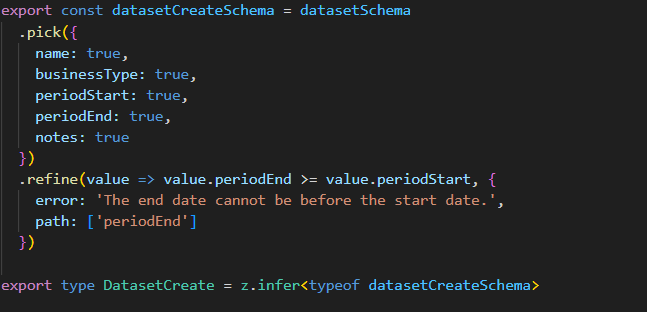 export const datasetCreateSchema = datasetSchema
  .pick({
    name: true,
    businessType: true,
    periodStart: true,
    periodEnd: true,
    notes: true
  })
  .refine(value => value.periodEnd >= value.periodStart, {
    error: 'The end date cannot be before the start date.',
    path: ['periodEnd']
  })

export type DatasetCreate = z.infer<typeof datasetCreateSchema>